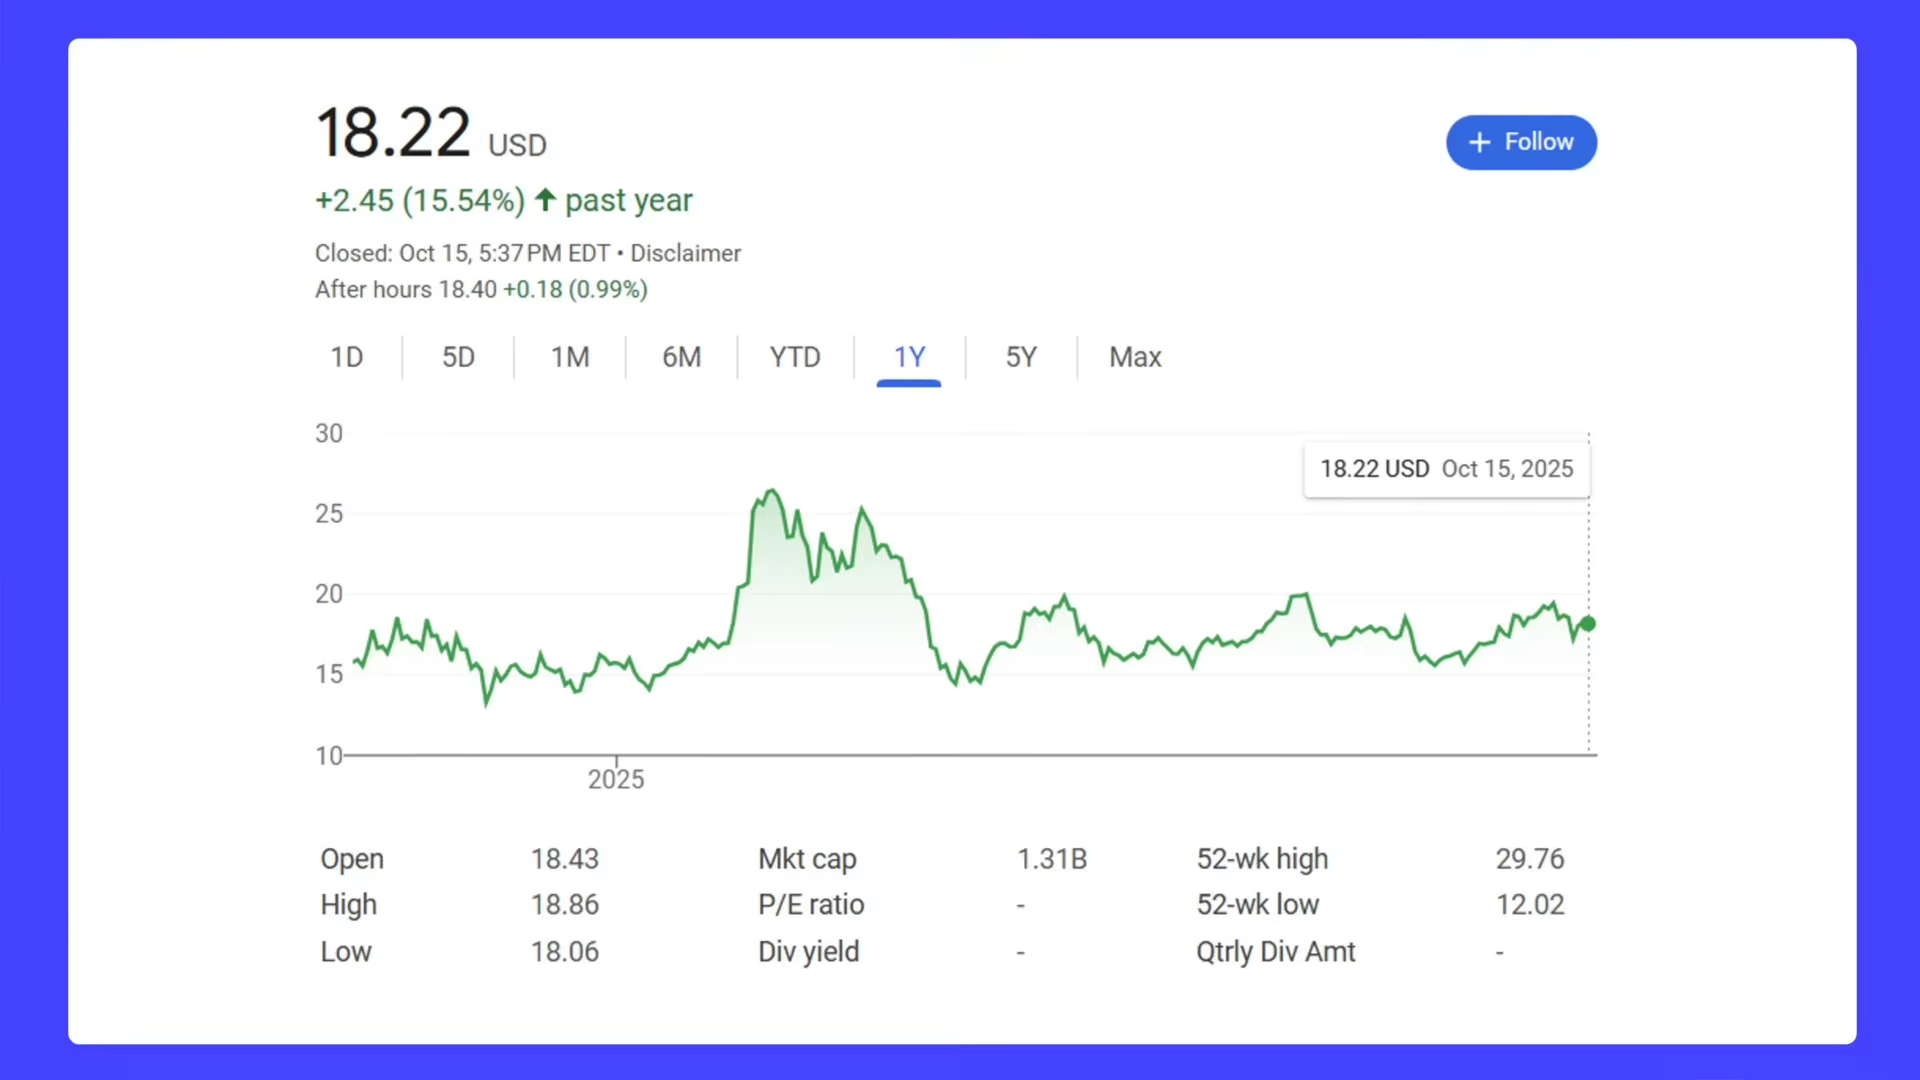 18.22 USD
+ Follow
+2.45 (15.54%) ↑ past year
Closed: Oct 15, 5:37 PM EDT • Disclaimer
After hours 18.40 +0.18 (0.99%)
1D 5D 1M 6M YTD 1Y 5Y Max
30
18.22 USD Oct 15, 2025
25
20
15
10
2025
Open 18.43 Mkt cap 1.31B 52-wk high 29.76
High 18.86 P/E ratio - 52-wk low 12.02
Low 18.06 Div yield - Qtrly Div Amt -